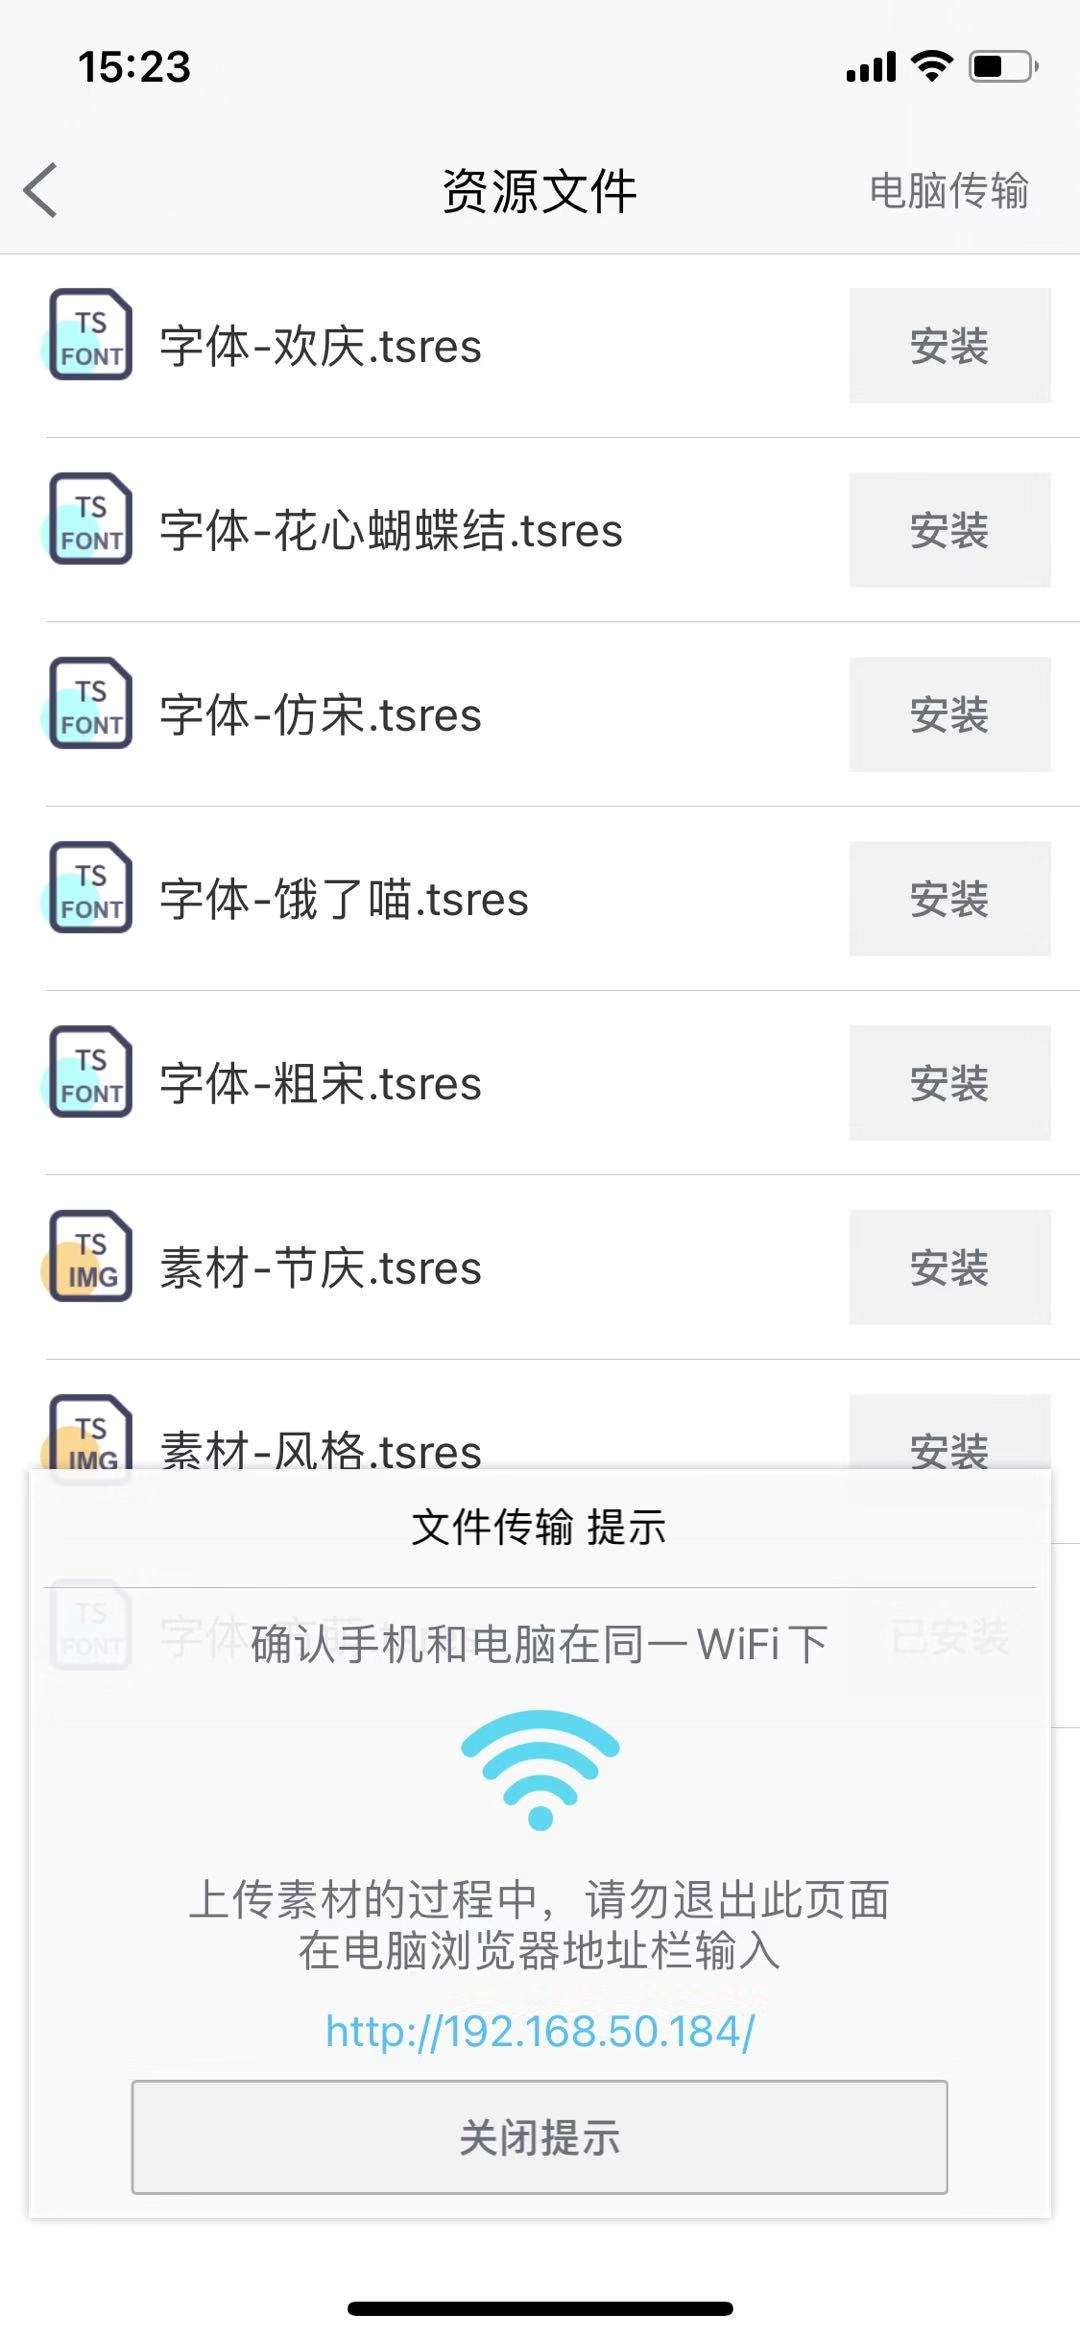 15:23
资源文件
电脑传输
TS
FONT
字体-欢庆.tsres
安装
TS
FONT
字体-花心蝴蝶结.tsres
安装
TS
FONT
字体-仿宋.tsres
安装
TS
FONT
字体-饿了喵.tsres
安装
TS
FONT
字体-粗宋.tsres
安装
TS
IMG
素材-节庆.tsres
安装
TS
IMG
素材-风格.tsres
安装
文件传输 提示
TS
FONT
字体
已安装
确认手机和电脑在同一WiFi下
上传素材的过程中，请勿退出此页面
在电脑浏览器地址栏输入
http://192.168.50.184/
关闭提示